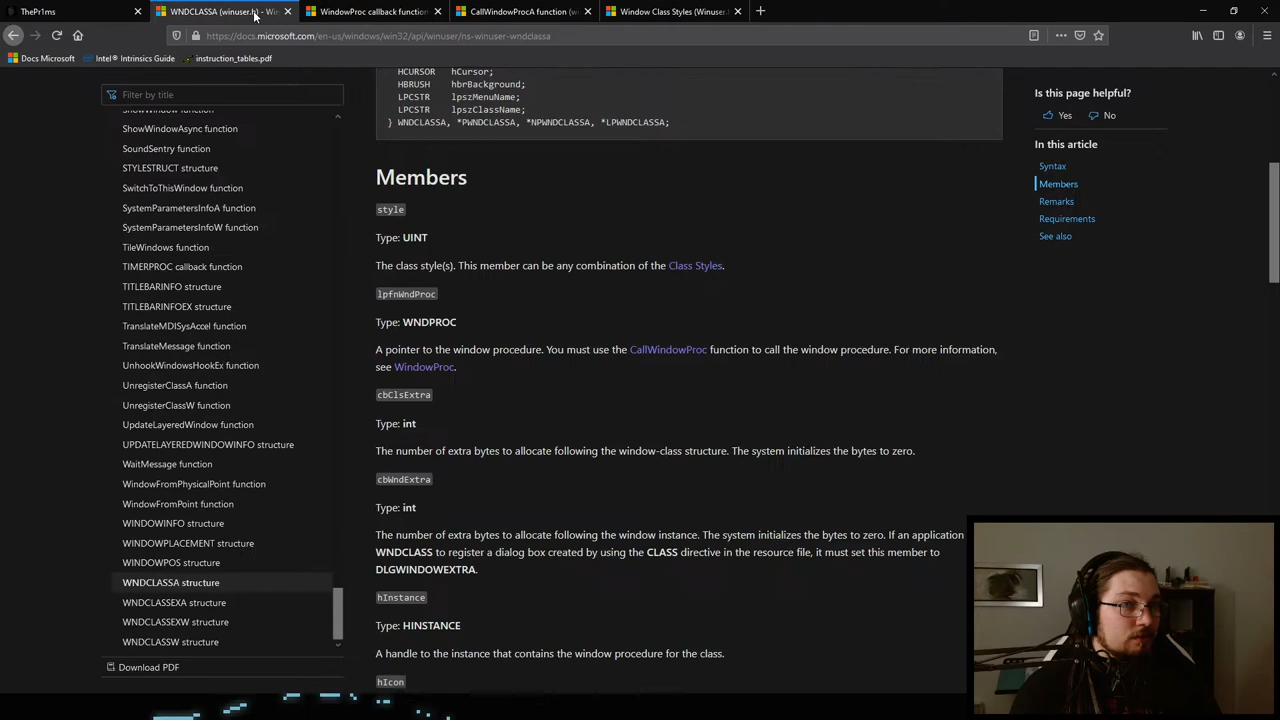 ThePr1ms
WNDCLASSA (winuser.h) - Win
WindowProc callback function
CallWindowProcA function (w
Window Class Styles (Winuser.
https://docs.microsoft.com/en-us/windows/win32/api/winuser/ns-winuser-wndclassa
Docs Microsoft
Intel® Intrinsics Guide
instruction_tables.pdf
Filter by title
ShowWindow function
ShowWindowAsync function
SoundSentry function
STYLESTRUCT structure
SwitchToThisWindow function
SystemParametersInfoA function
SystemParametersInfoW function
TileWindows function
TIMERPROC callback function
TITLEBARINFO structure
TITLEBARINFOEX structure
TranslateMDISysAccel function
TranslateMessage function
UnhookWindowsHookEx function
UnregisterClassA function
UnregisterClassW function
UpdateLayeredWindow function
UPDATELAYEREDWINDOWINFO structure
WaitMessage function
WindowFromPhysicalPoint function
WindowFromPoint function
WINDOWINFO structure
WINDOWPLACEMENT structure
WINDOWPOS structure
WNDCLASSA structure
WNDCLASSEXA structure
WNDCLASSEXW structure
WNDCLASSW structure
Download PDF
HCURSOR hCursor;
HBRUSH hbrBackground;
LPCSTR lpszMenuName;
LPCSTR lpszClassName;
} WNDCLASSA, *PWNDCLASSA, *NPWNDCLASSA, *LPWNDCLASSA;
Members
style
Type: UINT
The class style(s). This member can be any combination of the Class Styles.
lpfnWndProc
Type: WNDPROC
A pointer to the window procedure. You must use the CallWindowProc function to call the window procedure. For more information,
see WindowProc.
cbClsExtra
Type: int
The number of extra bytes to allocate following the window-class structure. The system initializes the bytes to zero.
cbWndExtra
Type: int
The number of extra bytes to allocate following the window instance. The system initializes the bytes to zero. If an application
WNDCLASS to register a dialog box created by using the CLASS directive in the resource file, it must set this member to
DLGWINDOWEXTRA.
hInstance
Type: HINSTANCE
A handle to the instance that contains the window procedure for the class.
hIcon
Is this page helpful?
Yes
No
In this article
Syntax
Members
Remarks
Requirements
See also